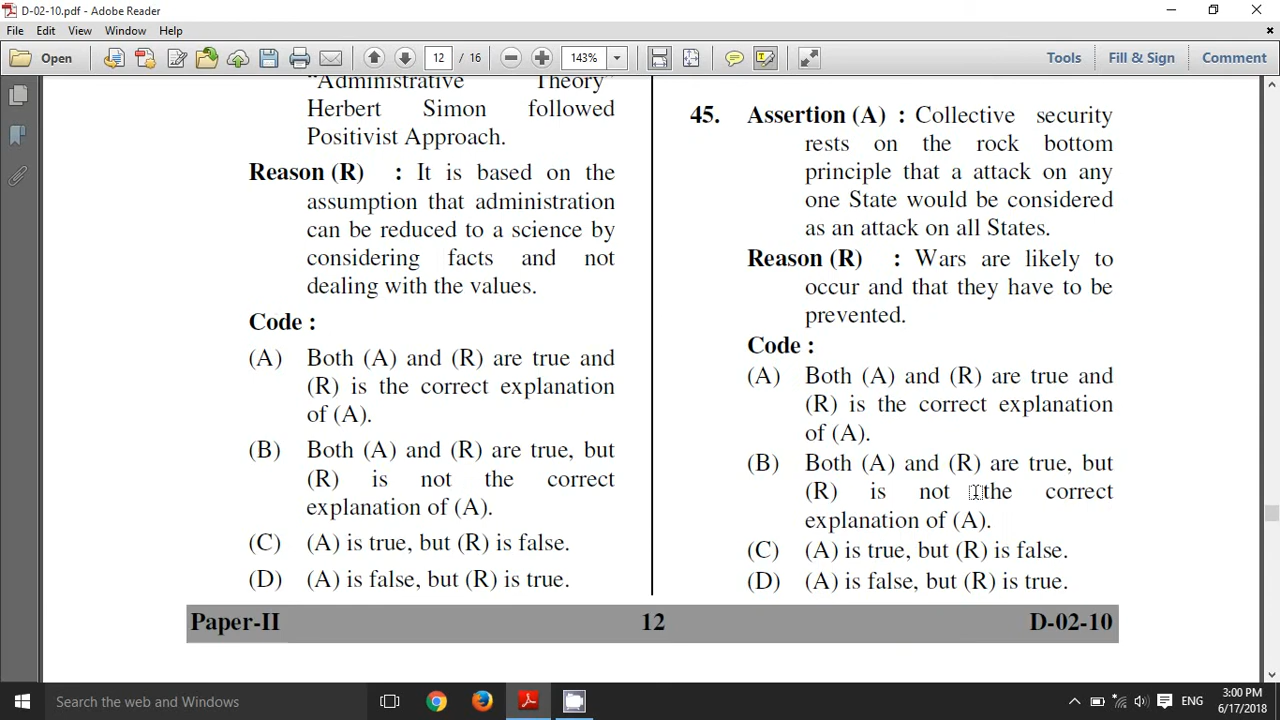 D-02-10.pdf - Adobe Reader
File Edit View Window Help
Open 12 / 16 143% Tools Fill & Sign Comment
"Administrative Theory"
Herbert Simon followed
Positivist Approach.
Reason (R) : It is based on the
assumption that administration
can be reduced to a science by
considering facts and not
dealing with the values.
Code :
(A) Both (A) and (R) are true and
(R) is the correct explanation
of (A).
(B) Both (A) and (R) are true, but
(R) is not the correct
explanation of (A).
(C) (A) is true, but (R) is false.
(D) (A) is false, but (R) is true.
45. Assertion (A) : Collective security
rests on the rock bottom
principle that a attack on any
one State would be considered
as an attack on all States.
Reason (R) : Wars are likely to
occur and that they have to be
prevented.
Code :
(A) Both (A) and (R) are true and
(R) is the correct explanation
of (A).
(B) Both (A) and (R) are true, but
(R) is not the correct
explanation of (A).
(C) (A) is true, but (R) is false.
(D) (A) is false, but (R) is true.
Paper-II 12 D-02-10
Search the web and Windows
ENG
3:00 PM
6/17/2018